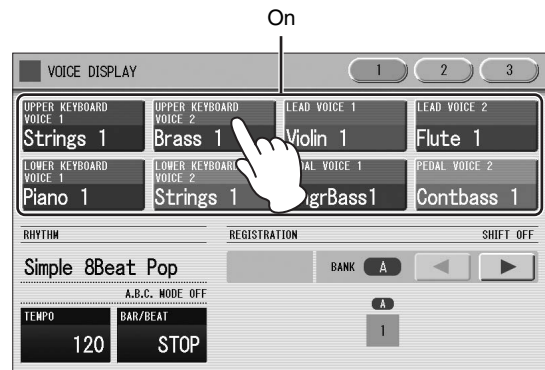 On
VOICE DISPLAY
1
2
3
UPPER KEYBOARD
VOICE 1
Strings 1
UPPER KEYBOARD
VOICE 2
Brass 1
LEAD VOICE 1
Violin 1
LEAD VOICE 2
Flute 1
LOWER KEYBOARD
VOICE 1
Piano 1
LOWER KEYBOARD
VOICE 2
Strings 1
VOICE 1
PEDAL VOICE 2
Contbass 1
RHYTHM
REGISTRATION
SHIFT OFF
Simple 8Beat Pop
BANK A
A.B.C. MODE OFF
A
TEMPO
120
BAR/BEAT
STOP
1